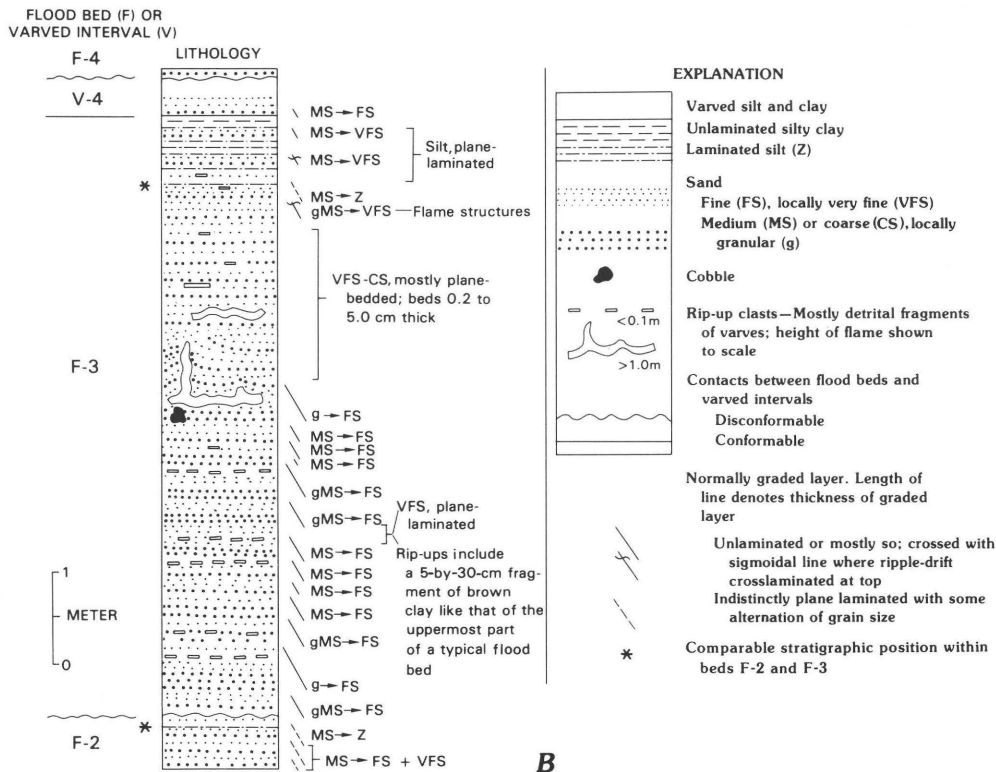 FLOOD BED (F) OR
VARVED INTERVAL (V)
LITHOLOGY
F-4
V-4
F-3
F-2
*
*
1
METER
0
MS→FS
MS→VFS
MS→VFS
Silt, plane-
laminated
MS→Z
gMS→VFS — Flame structures
VFS-CS, mostly plane-
bedded; beds 0.2 to
5.0 cm thick
g→FS
MS→FS
MS→FS
MS→FS
gMS→FS
gMS→FS
VFS, plane-
laminated
MS→FS
MS→FS
MS→FS
MS→FS
gMS→FS
Rip-ups include
a 5-by-30-cm frag-
ment of brown
clay like that of the
uppermost part
of a typical flood
bed
g→FS
gMS→FS
MS→Z
MS→FS + VFS
EXPLANATION
Varved silt and clay
Unlaminated silty clay
Laminated silt (Z)
Sand
Fine (FS), locally very fine (VFS)
Medium (MS) or coarse (CS), locally
granular (g)
Cobble
<0.1m
>1.0m
Rip-up clasts—Mostly detrital fragments
of varves; height of flame shown
to scale
Contacts between flood beds and
varved intervals
Disconformable
Conformable
Normally graded layer. Length of
line denotes thickness of graded
layer
Unlaminated or mostly so; crossed with
sigmoidal line where ripple-drift
crosslaminated at top
Indistinctly plane laminated with some
alternation of grain size
* Comparable stratigraphic position within
beds F-2 and F-3
B